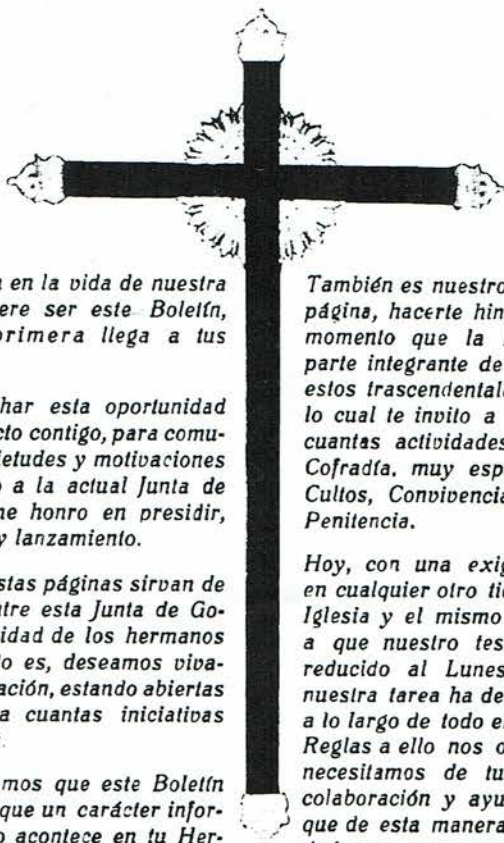 en la vida de nuestra
ere ser este Boletín,
primera llega a tus
har esta oportunidad
cto contigo, para comu-
ietudes y motivaciones
o a la actual Junta de
me honro en presidir,
y lanzamiento.
stas páginas sirvan de
ntre esta Junta de Go-
idad de los hermanos
lo es, deseamos viva-
ación, estando abiertas
a cuantas iniciativas
mos que este Boletín
que un carácter infor-
o acontece en tu Her-
También es nuestro
página, hacerte hin
momento que la
parte integrante de
estos trascendentale
lo cual te invito a
cuantas actividades
Cofradía, muy esp
Cultos, Convivencia
Penitencia.
Hoy, con una exig
en cualquier otro tie
Iglesia y el mismo
a que nuestro tes
reducido al Lunes
nuestra tarea ha de
a lo largo de todo e
Reglas a ello nos o
necesitamos de tu
colaboración y ayu
que de esta manera